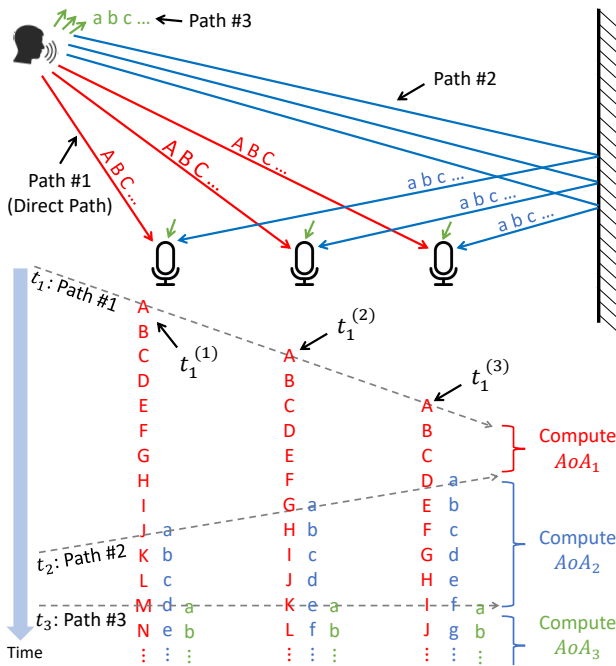 a b c ...
Path #3
Path #2
A B C ...
A B C ...
A B C ...
Path #1
(Direct Path)
a b c ...
a b c ...
abc ...
t₁: Path #1
t₁⁽¹⁾
t₁⁽²⁾
t₁⁽³⁾
A
B
C
D
E
F
G
H
I
J
K
L
M
N
⋮
a
b
c
d
e
⋮
a
b
⋮
A
B
C
D
E
F
G
H
I
J
K
L
⋮
a
b
c
d
e
f
⋮
a
b
⋮
A
B
C
D
E
F
G
H
I
J
⋮
a
b
c
d
e
f
g
⋮
a
b
⋮
Compute
AoA₁
Compute
AoA₂
Compute
AoA₃
t₂: Path #2
t₃: Path #3
Time